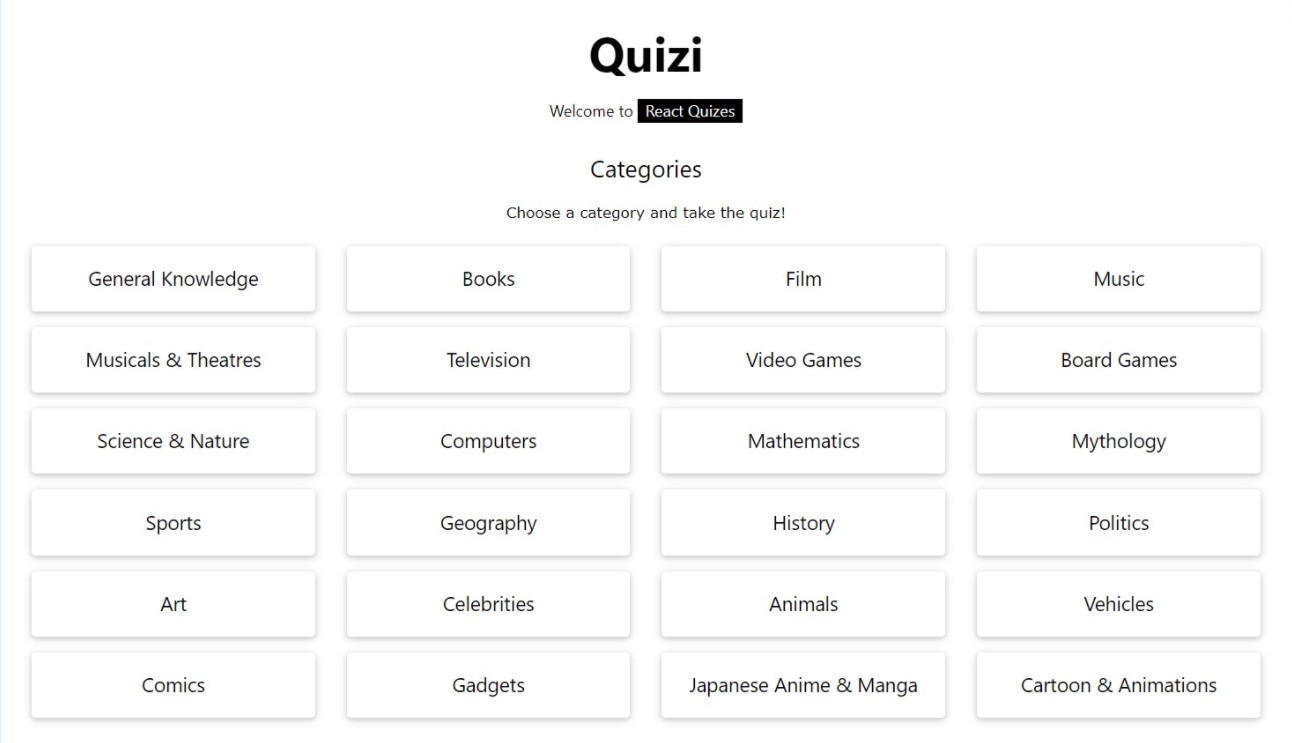 Quizi
Welcome to React Quizes
Categories
Choose a category and take the quiz!
General Knowledge
Books
Film
Music
Musicals & Theatres
Television
Video Games
Board Games
Science & Nature
Computers
Mathematics
Mythology
Sports
Geography
History
Politics
Art
Celebrities
Animals
Vehicles
Comics
Gadgets
Japanese Anime & Manga
Cartoon & Animations